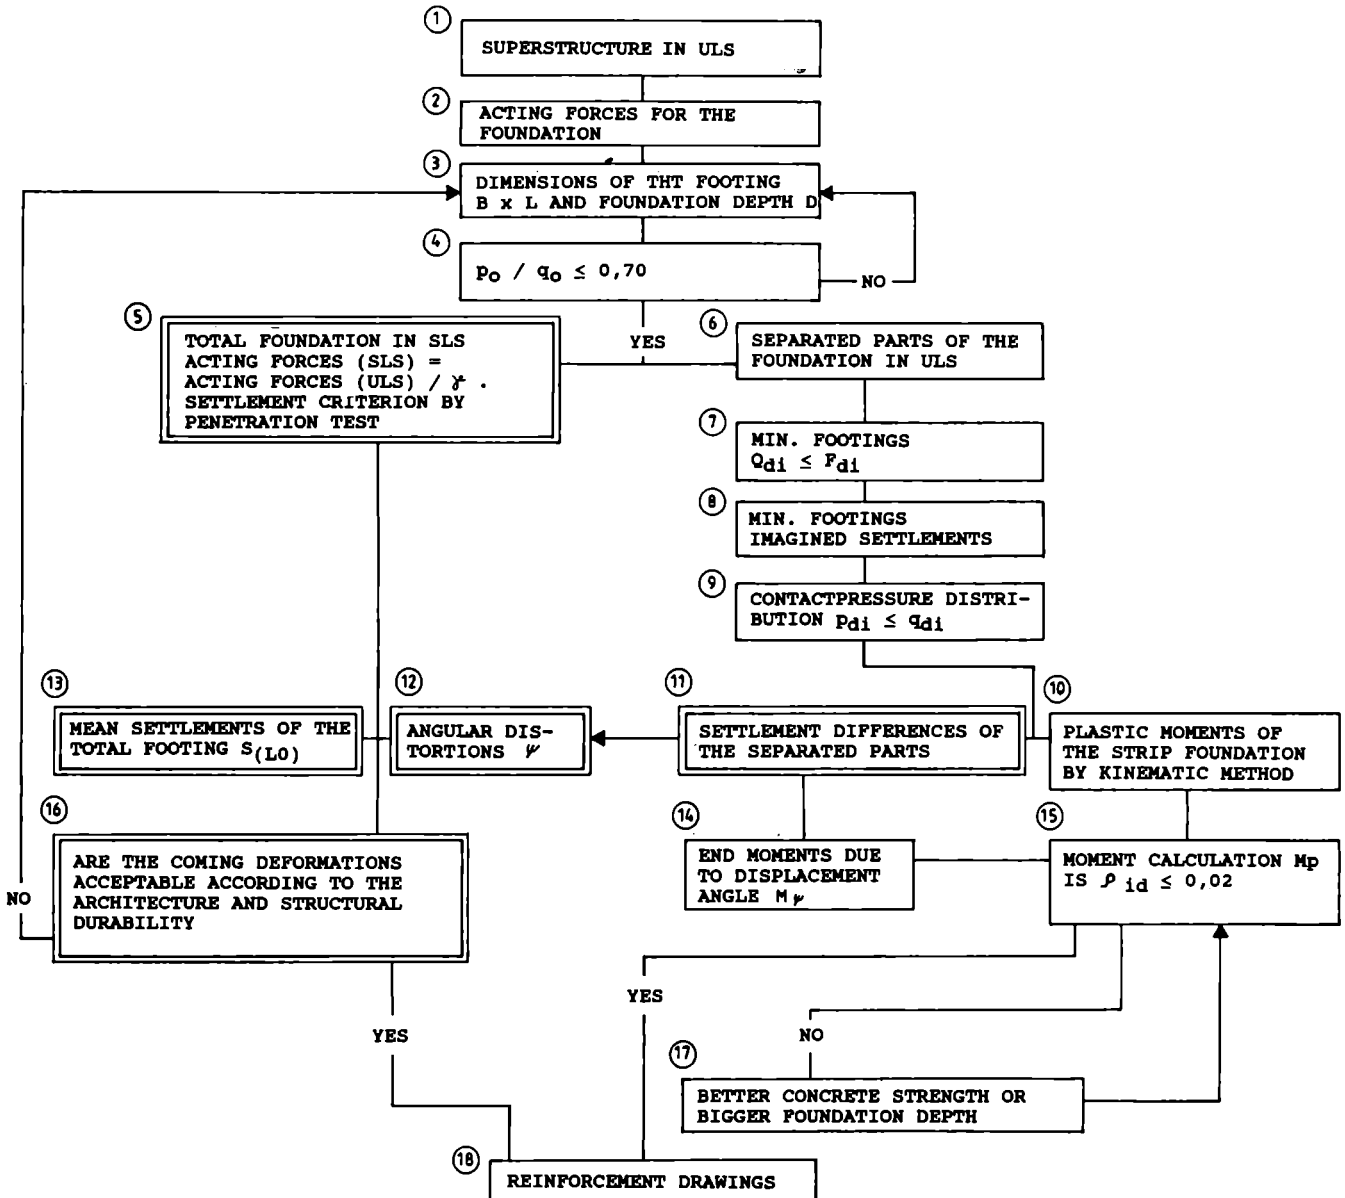 1
SUPERSTRUCTURE IN ULS
2
ACTING FORCES FOR THE
FOUNDATION
3
DIMENSIONS OF THT FOOTING
B x L AND FOUNDATION DEPTH D
4
po / qo ≤ 0,70
NO
YES
5
TOTAL FOUNDATION IN SLS
ACTING FORCES (SLS) =
ACTING FORCES (ULS) / γ .
SETTLEMENT CRITERION BY
PENETRATION TEST
6
SEPARATED PARTS OF THE
FOUNDATION IN ULS
7
MIN. FOOTINGS
Qdi ≤ Fdi
8
MIN. FOOTINGS
IMAGINED SETTLEMENTS
9
CONTACTPRESSURE DISTRI-
BUTION pdi ≤ qdi
13
MEAN SETTLEMENTS OF THE
TOTAL FOOTING S(L0)
12
ANGULAR DIS-
TORTIONS ψ
11
SETTLEMENT DIFFERENCES OF
THE SEPARATED PARTS
10
PLASTIC MOMENTS OF
THE STRIP FOUNDATION
BY KINEMATIC METHOD
16
ARE THE COMING DEFORMATIONS
ACCEPTABLE ACCORDING TO THE
ARCHITECTURE AND STRUCTURAL
DURABILITY
NO
14
END MOMENTS DUE
TO DISPLACEMENT
ANGLE Mψ
15
MOMENT CALCULATION Mp
IS ρid ≤ 0,02
YES
YES
NO
17
BETTER CONCRETE STRENGTH OR
BIGGER FOUNDATION DEPTH
18
REINFORCEMENT DRAWINGS